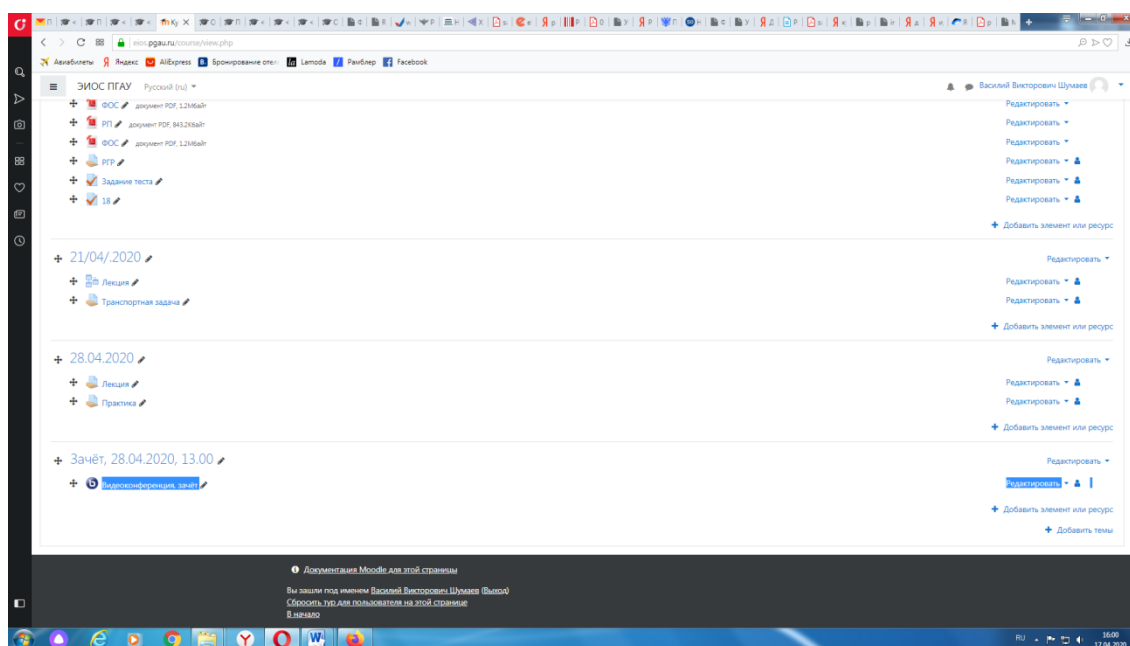 eios.pgau.ru/course/view.php
Авиабилеты Яндекс AliExpress Бронирование отел Lamoda Рамблер Facebook
ЭИОС ПГАУ Русский (ru) Василий Викторович Шумаев
ФОС документ PDF, 1.2Мбайт Редактировать
РП документ PDF, 843.2Кбайт Редактировать
ФОС документ PDF, 1.2Мбайт Редактировать
РГР Редактировать
Задание теста Редактировать
18 Редактировать
Добавить элемент или ресурс
21/04/.2020 Редактировать
Лекция Редактировать
Транспортная задача Редактировать
Добавить элемент или ресурс
28.04.2020 Редактировать
Лекция Редактировать
Практика Редактировать
Добавить элемент или ресурс
Зачёт, 28.04.2020, 13.00 Редактировать
Видеоконференция, зачёт Редактировать
Добавить элемент или ресурс
Добавить темы
Документация Moodle для этой страницы
Вы зашли под именем Василий Викторович Шумаев (Выход)
Сбросить тур для пользователя на этой странице
В начало
RU 16:00
17.04.2020